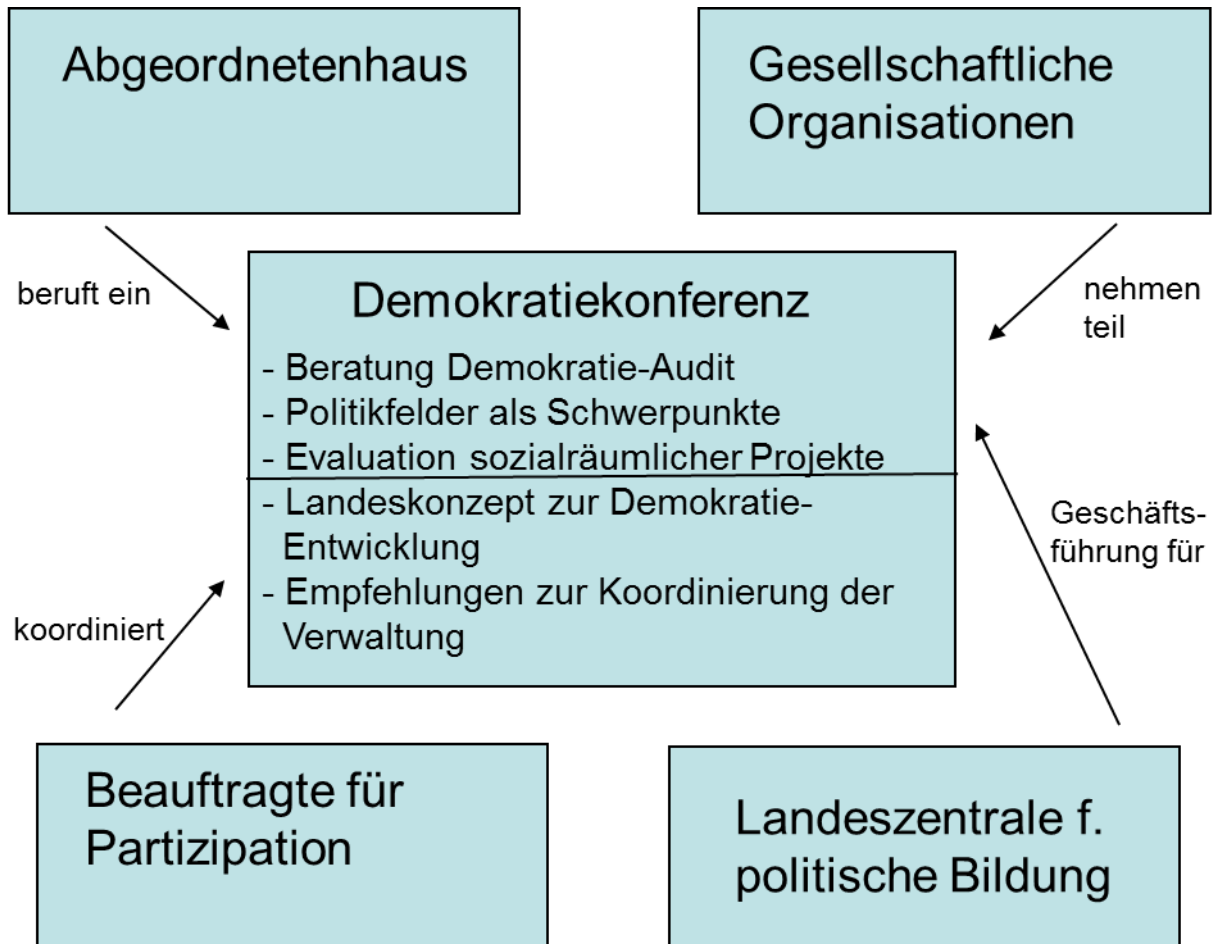 Abgeordnetenhaus
Gesellschaftliche
Organisationen
beruft ein
nehmen
teil
Demokratiekonferenz
- Beratung Demokratie-Audit
- Politikfelder als Schwerpunkte
- Evaluation sozialräumlicher Projekte
- Landeskonzept zur Demokratie-
Entwicklung
- Empfehlungen zur Koordinierung der
Verwaltung
Geschäfts-
führung für
koordiniert
Beauftragte für
Partizipation
Landeszentrale f.
politische Bildung